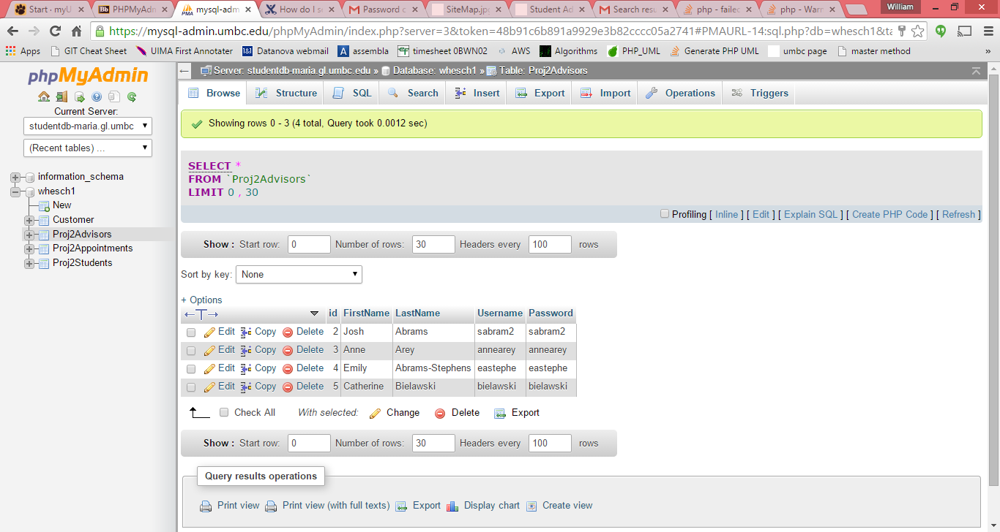 Start · myU
PHPMyAdm
mysql-adm
How do I se
Password c
SiteMap.jpg
Student Ad
Search resu
php - failed
php - Warn
William
https://mysql-admin.umbc.edu/phpMyAdmin/index.php?server=3&token=48b91c6b891a9929e3b82cccc05a2741#PMAURL-14:sql.php?db=whesch1&ta
Apps
GIT Cheat Sheet
UIMA First Annotater
Datanova webmail
assembla
timesheet 0BWN02
AWS
Algorithms
PHP_UML
Generate PHP UML
umbc page
master method
»
phpMyAdmin
Current Server:
studentdb-maria.gl.umbc
(Recent tables) ...
information_schema
whesch1
New
Customer
Proj2Advisors
Proj2Appointments
Proj2Students
Server: studentdb-maria.gl.umbc.edu » Database: whesch1 » Table: Proj2Advisors
Browse Structure SQL Search Insert Export Import Operations Triggers
Showing rows 0 - 3 (4 total, Query took 0.0012 sec)
SELECT *
FROM `Proj2Advisors`
LIMIT 0 , 30
Profiling [ Inline ] [ Edit ] [ Explain SQL ] [ Create PHP Code ] [ Refresh ]
Show : Start row: 0 Number of rows: 30 Headers every 100 rows
Sort by key: None
+ Options
←T→ id FirstName LastName Username Password
Edit Copy Delete 2 Josh Abrams sabram2 sabram2
Edit Copy Delete 3 Anne Arey annearey annearey
Edit Copy Delete 4 Emily Abrams-Stephens eastephe eastephe
Edit Copy Delete 5 Catherine Bielawski bielawski bielawski
Check All With selected: Change Delete Export
Show : Start row: 0 Number of rows: 30 Headers every 100 rows
Query results operations
Print view Print view (with full texts) Export Display chart Create view